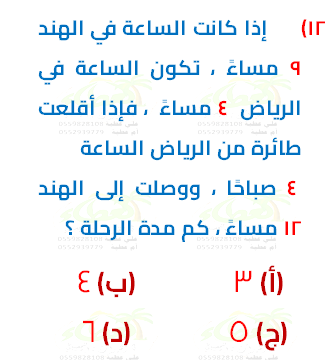 ١٢) إذا كانت الساعة في الهند
٩ مساءً ، تكون الساعة في
الرياض ٤ مساءً ، فإذا أقلعت
طائرة من الرياض الساعة
٤ صباحًا ، ووصلت إلى الهند
١٢ مساءً ، كم مدة الرحلة ؟
(أ) ٣ (ب) ٤
(ج) ٥ (د) ٦